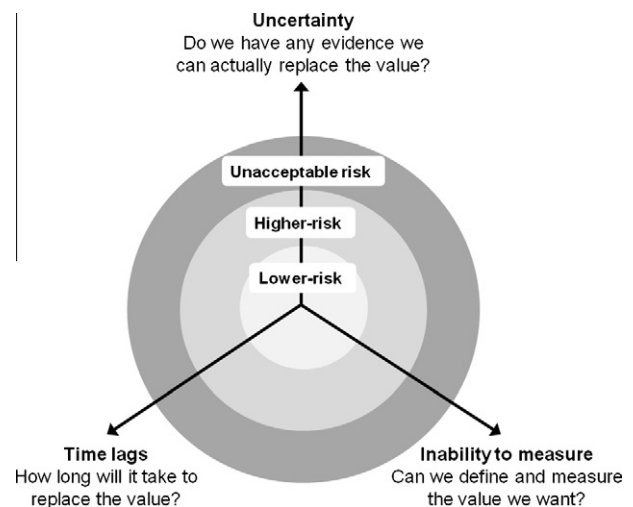 Uncertainty
Do we have any evidence we
can actually replace the value?
Unacceptable risk
Higher-risk
Lower-risk
Time lags
How long will it take to
replace the value?
Inability to measure
Can we define and measure
the value we want?